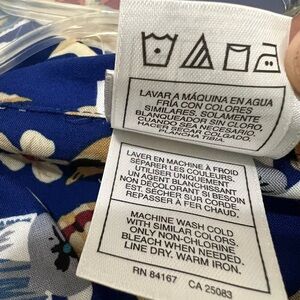 LAVAR A MÁQUINA EN AGUA
FRÍA CON COLORES
SIMILARES. SOLAMENTE
BLANQUEADOR SIN CLORO,
CUANDO SEA NECESARIO.
HACER SECAR COLGADO.
PLANCHA TIBIA.
LAVER EN MACHINE À FROID
SÉPARER LES COULEURS.
UTILISER UNIQUEMENT
UN AGENT BLANCHISSANT
NON DÉCOLORANT SI BESOIN
EST. SÉCHER SUR CORDE.
REPASSER À FER CHAUD.
MACHINE WASH COLD
WITH SIMILAR COLORS.
ONLY NON-CHLORINE
BLEACH WHEN NEEDED.
LINE DRY. WARM IRON.
RN 84167 CA 25083